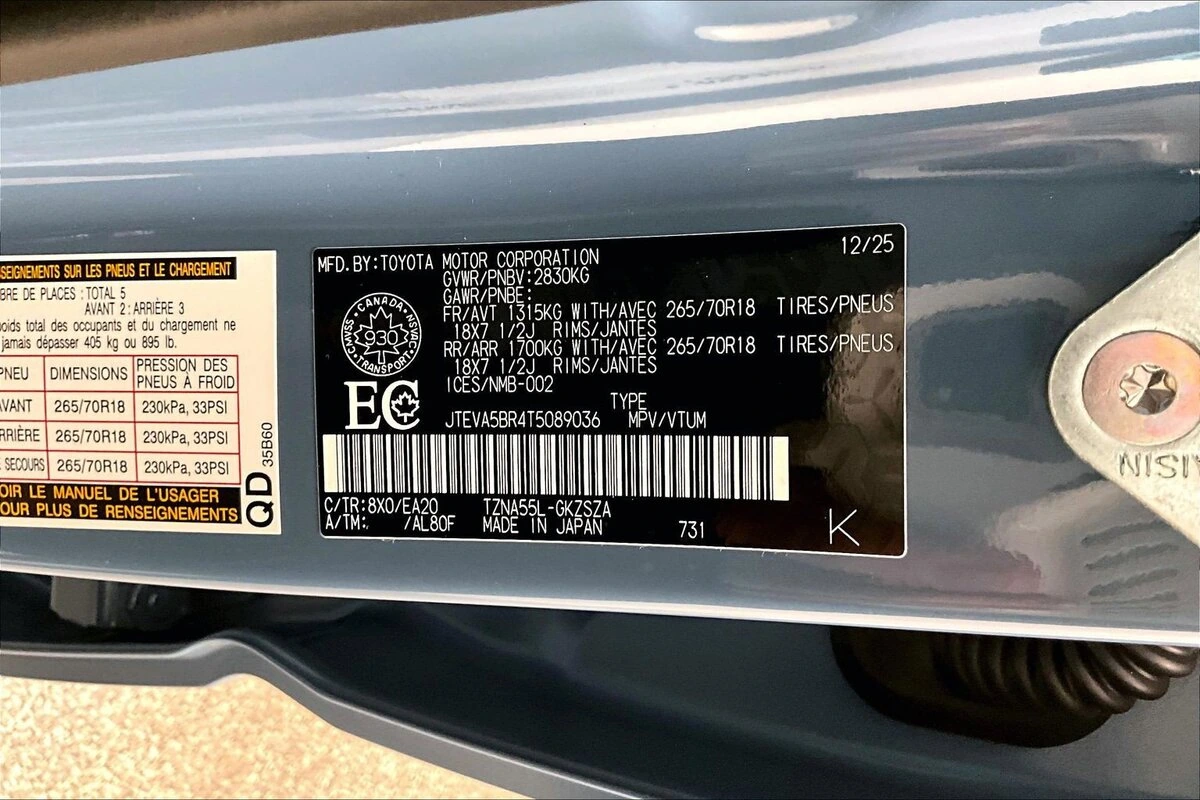 SEIGNEMENTS SUR LES PNEUS ET LE CHARGEMENT
BRE DE PLACES : TOTAL 5
AVANT 2 : ARRIÈRE 3
poids total des occupants et du chargement ne
jamais dépasser 405 kg ou 895 lb.
PNEU DIMENSIONS PRESSION DES PNEUS À FROID
AVANT 265/70R18 230kPa, 33PSI
RRIÈRE 265/70R18 230kPa, 33PSI
SECOURS 265/70R18 230kPa, 33PSI
OIR LE MANUEL DE L'USAGER
POUR PLUS DE RENSEIGNEMENTS
QD 35B60
12/25
MFD.BY:TOYOTA MOTOR CORPORATION
GVWR/PNBV:2830KG
GAWR/PNBE:
FR/AVT 1315KG WITH/AVEC 265/70R18 TIRES/PNEUS
18X7 1/2J RIMS/JANTES
RR/ARR 1700KG WITH/AVEC 265/70R18 TIRES/PNEUS
18X7 1/2J RIMS/JANTES
ICES/NMB-002
CANADA
930
TRANSPORT
EC
TYPE
JTEVA5BR4T5089036 MPV/VTUM
C/TR:8X0/EA20 TZNA55L-GKZSZA
A/TM: /AL80F MADE IN JAPAN 731
K
AISIN